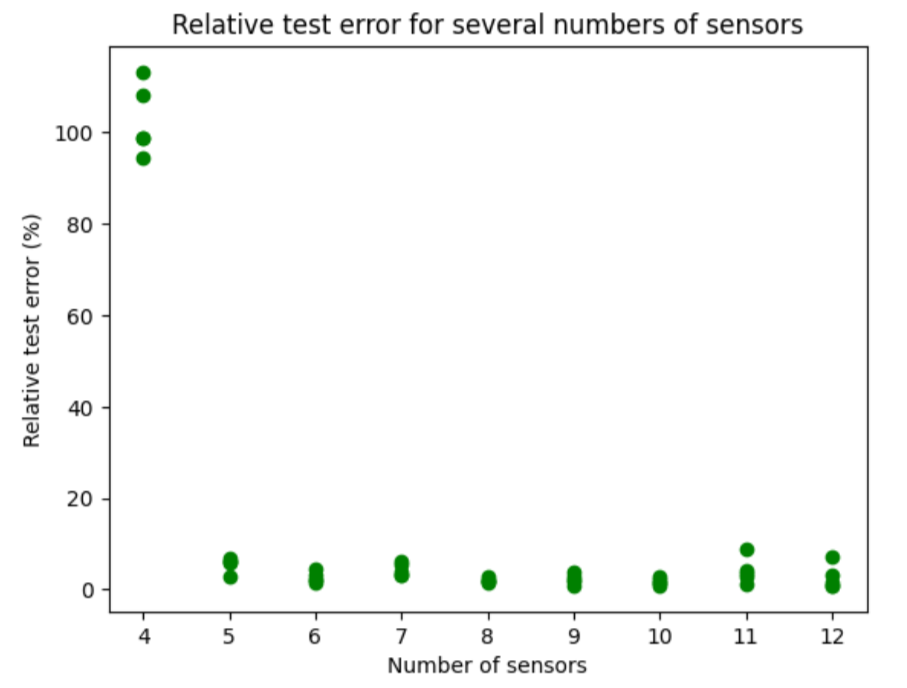 Relative test error for several numbers of sensors
Relative test error (%)
100
80
60
40
20
0
4 5 6 7 8 9 10 11 12
Number of sensors